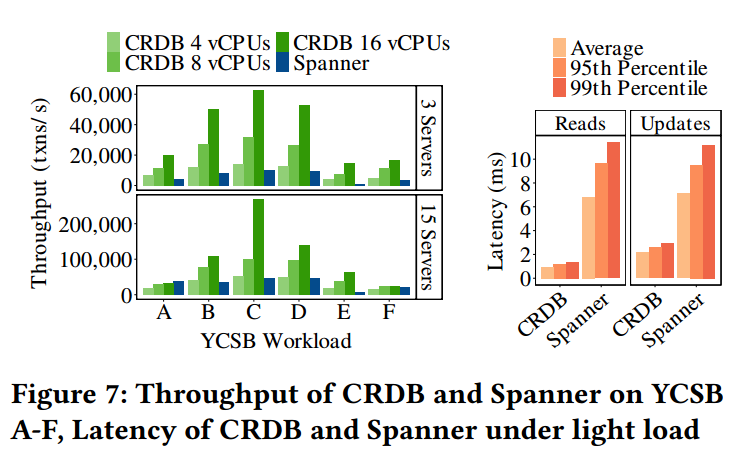 CRDB 4 vCPUs
CRDB 16 vCPUs
CRDB 8 vCPUs
Spanner
60,000
40,000
20,000
0
3 Servers
200,000
100,000
0
15 Servers
Throughput (txns/s)
A B C D E F
YCSB Workload
Average
95th Percentile
99th Percentile
Reads
Updates
10
8
6
4
2
0
Latency (ms)
CRDB
Spanner
CRDB
Spanner
Figure 7: Throughput of CRDB and Spanner on YCSB
A-F, Latency of CRDB and Spanner under light load